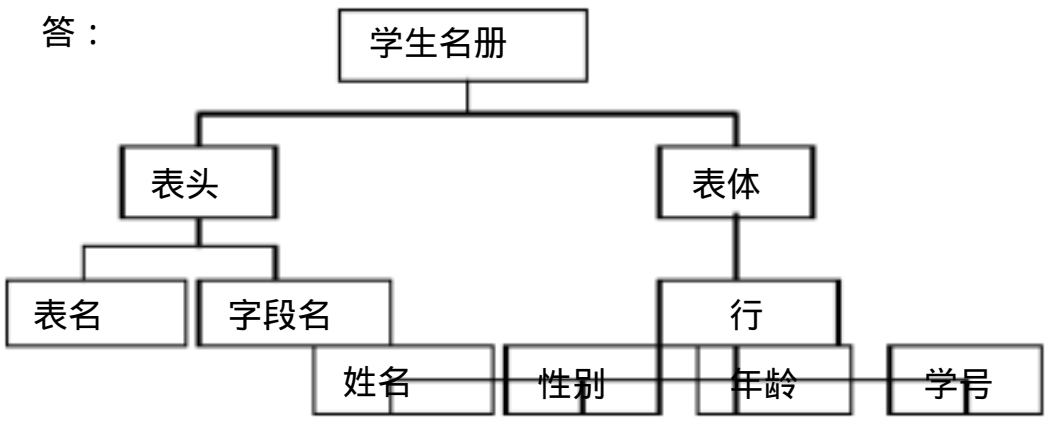 答：
学生名册
表头
表体
表名
字段名
行
姓名
性别
年龄
学号